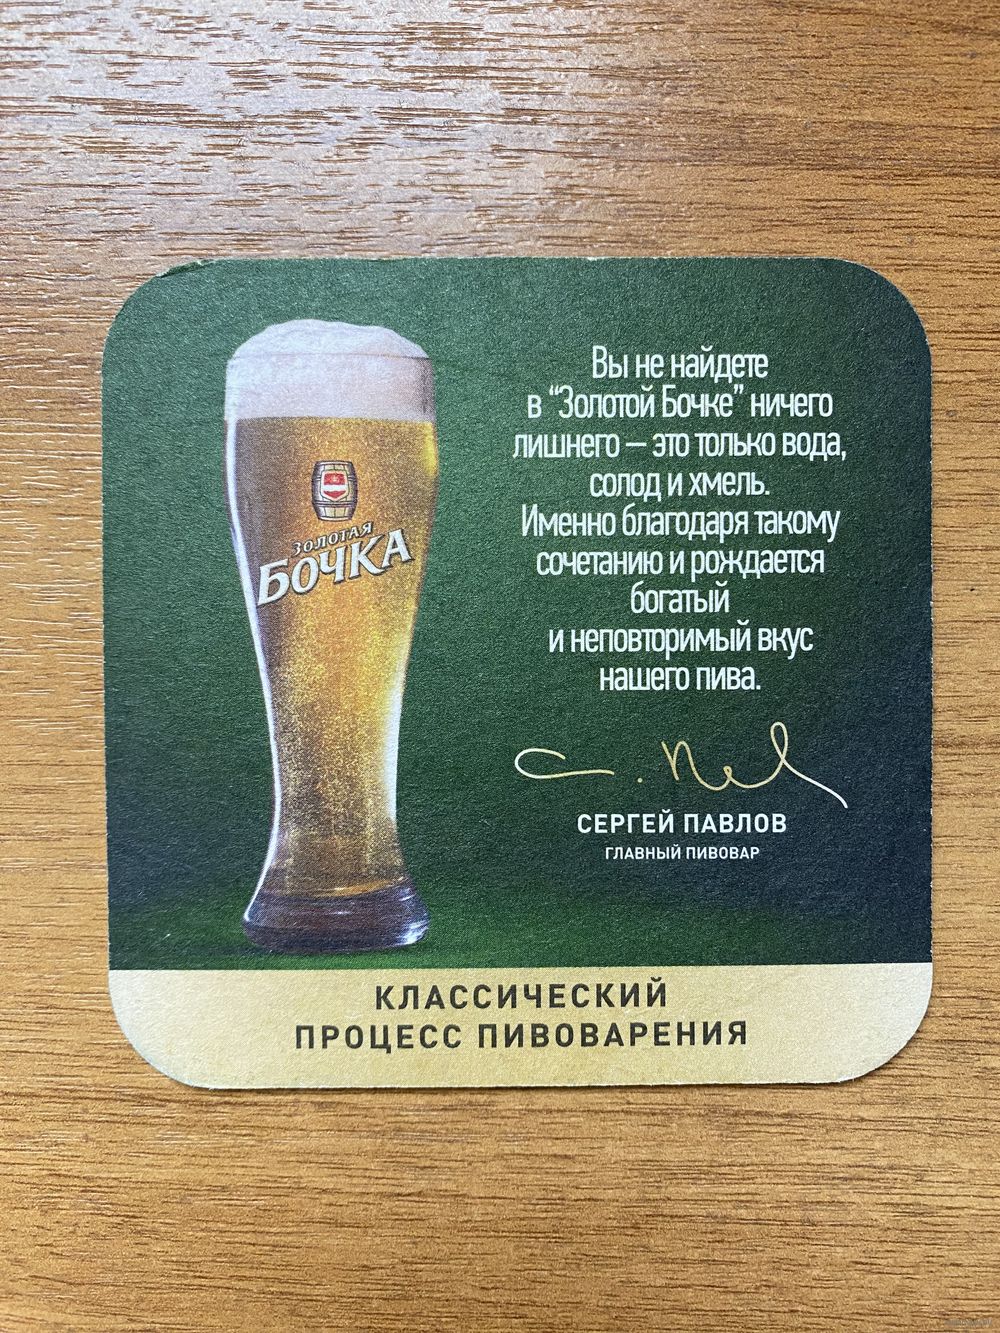 Вы не найдете
в “Золотой Бочке” ничего
лишнего – это только вода,
солод и хмель.
Именно благодаря такому
сочетанию и рождается
богатый
и неповторимый вкус
нашего пива.
ЗОЛОТАЯ
БОЧКА
С. Пав
СЕРГЕЙ ПАВЛОВ
ГЛАВНЫЙ ПИВОВАР
КЛАССИЧЕСКИЙ
ПРОЦЕСС ПИВОВАРЕНИЯ